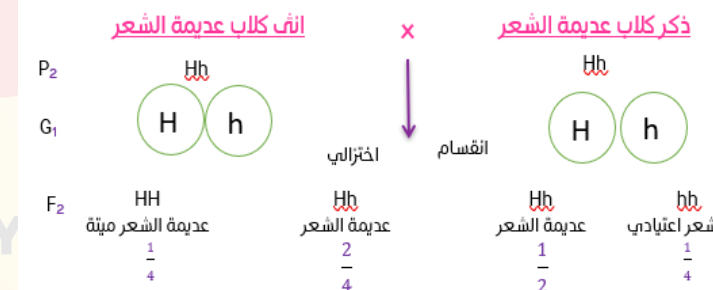 ذكر كلاب عديمة الشعر × انثى كلاب عديمة الشعر
P2 Hh Hh
G1 H h H h
انقسام اختزالي
F2 HH Hh Hh hh
عديمة الشعر ميتة عديمة الشعر عديمة الشعر شعر اعتيادي
1/4 2/4 1/2 1/4